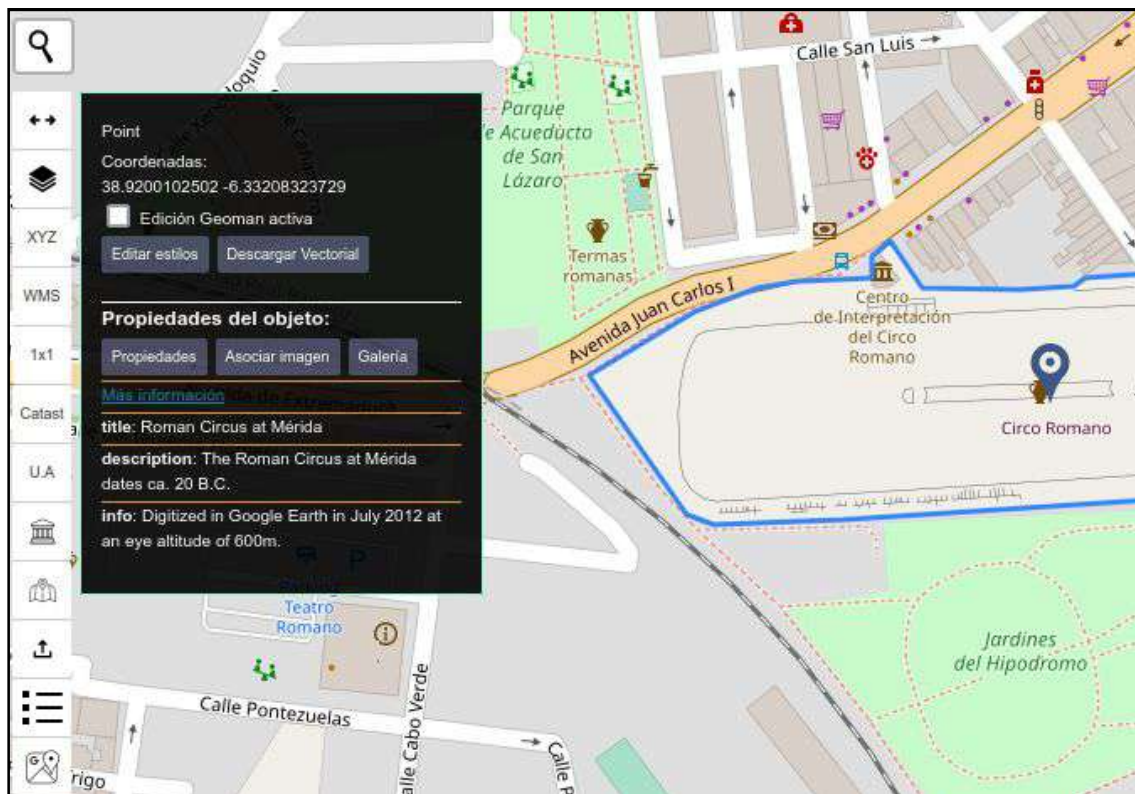 Calle San Luis
Parque
de Acueducto
de San
Lázaro
Point
Coordenadas:
38.9200102502 -6.33208323729
Edición Geoman activa
Editar estilos
Descargar Vectorial
XYZ
WMS
1x1
Catast
U.A
Termas
romanas
Avenida Juan Carlos I
Centro
de Interpretación
del Circo
Romano
Propiedades del objeto:
Propiedades
Asociar imagen
Galería
Más información
title: Roman Circus at Mérida
description: The Roman Circus at Mérida
dates ca. 20 B.C.
info: Digitized in Google Earth in July 2012 at
an eye altitude of 600m.
Circo Romano
P
Teatro
Romano
Jardines
del Hipodromo
Calle Pontezuelas
alle Cabo Verde
Calle P
rigo
G